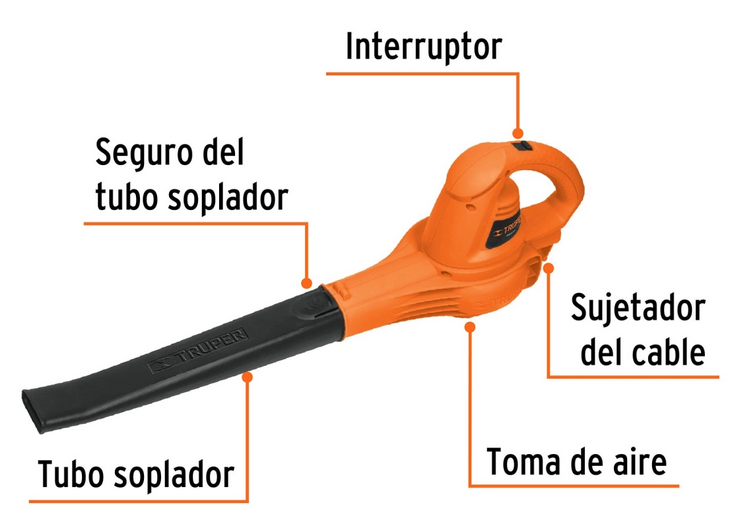 Interruptor
Seguro del
tubo soplador
TRUPER
Sujetador
del cable
TRUPER
Toma de aire
Tubo soplador